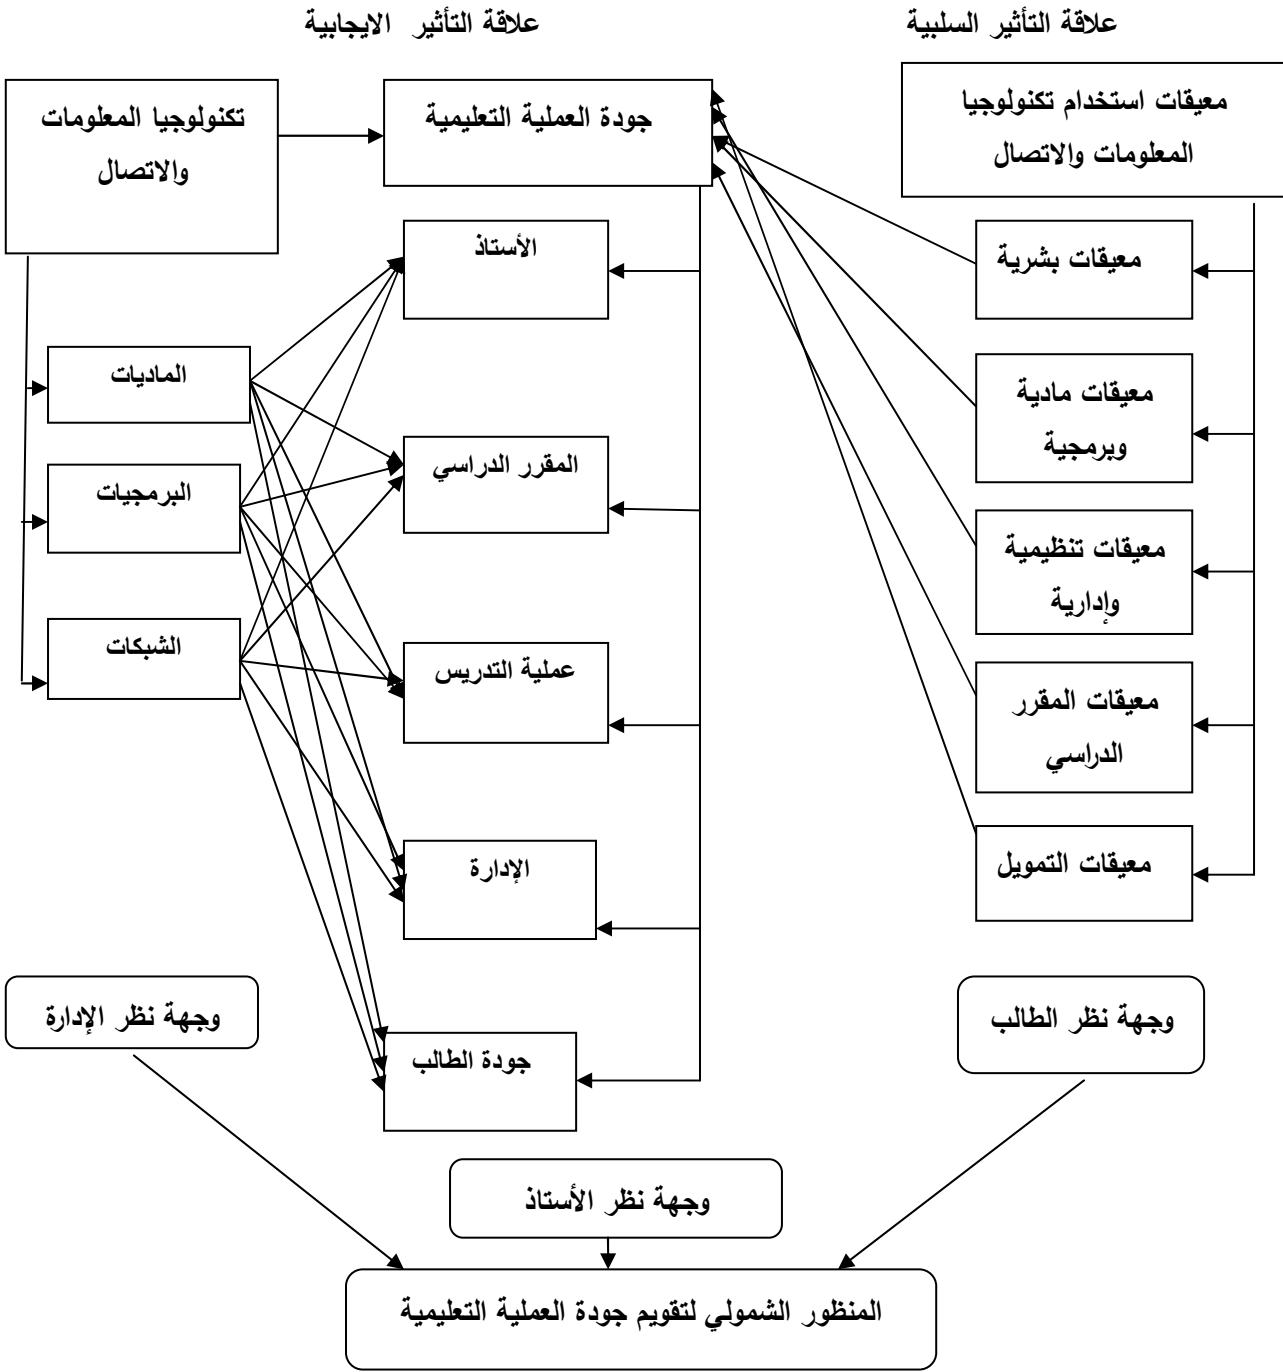 علاقة التأثير السلبية
علاقة التأثير الايجابية
معيقات استخدام تكنولوجيا
المعلومات والاتصال
جودة العملية التعليمية
تكنولوجيا المعلومات
والاتصال
معيقات بشرية
معيقات مادية
وبرمجية
معيقات تنظيمية
وإدارية
معيقات المقرر
الدراسي
معيقات التمويل
الأستاذ
المقرر الدراسي
عملية التدريس
الإدارة
جودة الطالب
الماديات
البرمجيات
الشبكات
وجهة نظر الطالب
وجهة نظر الأستاذ
وجهة نظر الإدارة
المنظور الشمولي لتقويم جودة العملية التعليمية